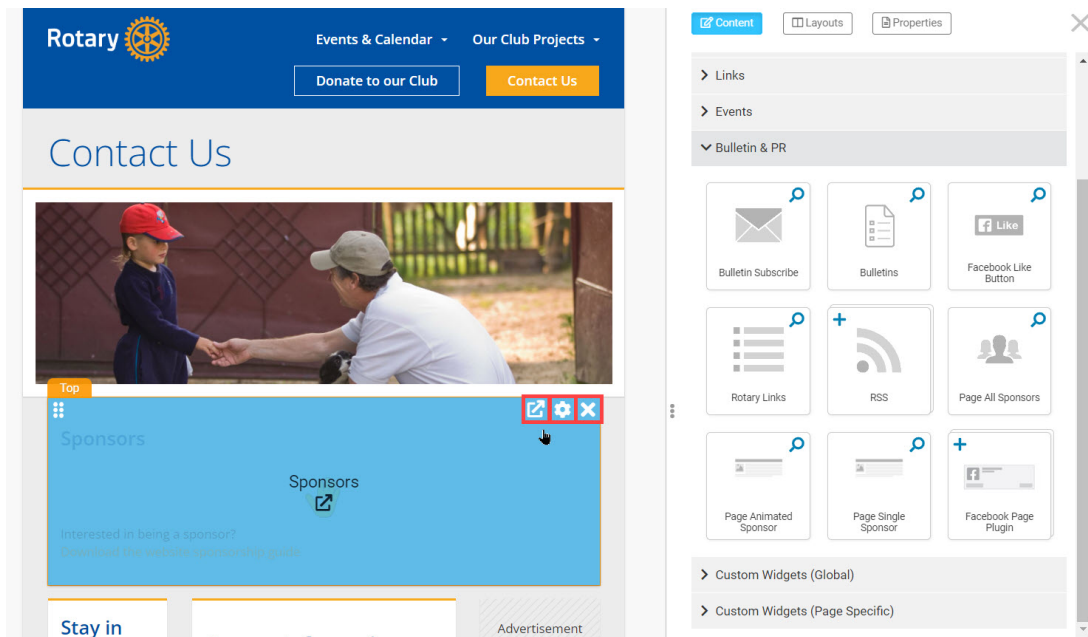 Rotary
Events & Calendar
Our Club Projects
Donate to our Club
Contact Us
Contact Us
Top
Sponsors
Sponsors
Interested in being a sponsor?
Download the website sponsorship guide
Stay in
Advertisement
Content
Layouts
Properties
Links
Events
Bulletin & PR
Bulletin Subscribe
Bulletins
Like
Facebook Like
Button
Rotary Links
RSS
Page All Sponsors
Page Animated
Sponsor
Page Single
Sponsor
Facebook Page
Plugin
Custom Widgets (Global)
Custom Widgets (Page Specific)